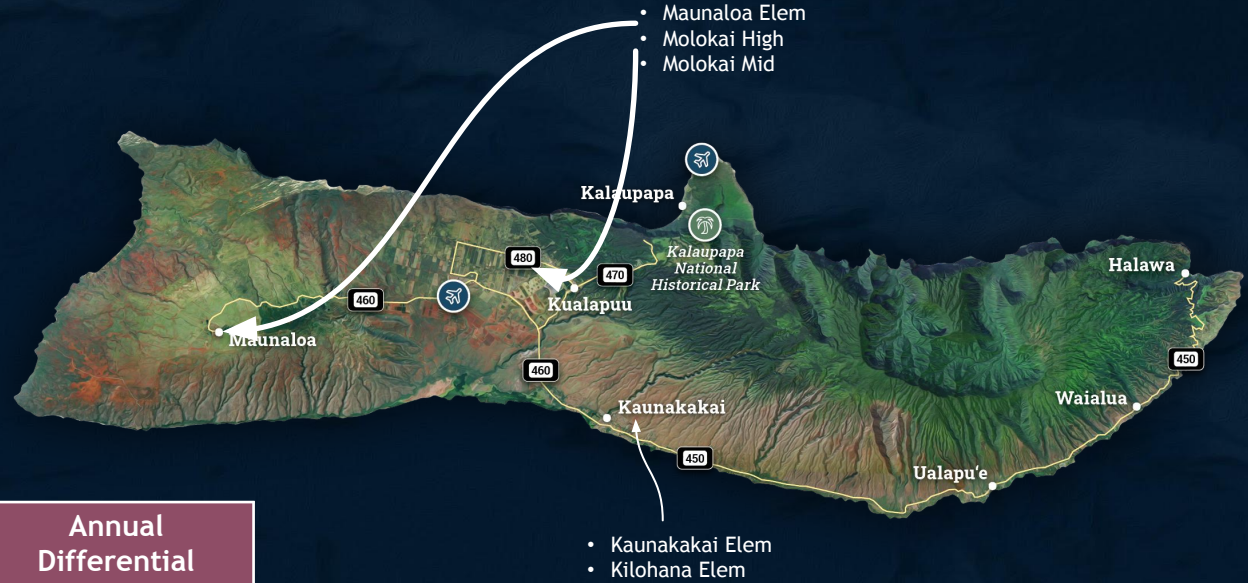 • Maunaloa Elem
• Molokai High
• Molokai Mid
Kalaupapa
Kalaupapa
National
Historical Park
Halawa
480
470
460
Kualapuu
Maunaloa
460
450
Waialua
Kaunakakai
450
Ualapu‘e
Annual
Differential
• Kaunakakai Elem
• Kilohana Elem